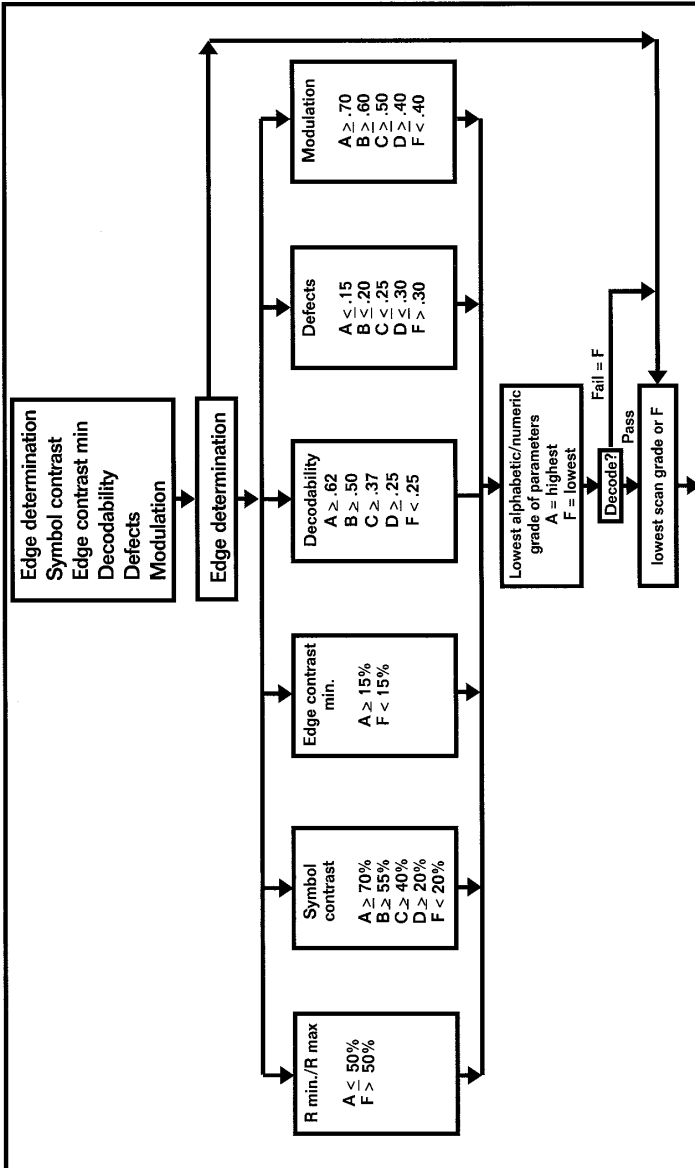 Edge determination
Symbol contrast
Edge contrast min
Decodability
Defects
Modulation
Edge determination
R min./R max
A ≤ 50%
F > 50%
Symbol
contrast
A ≥ 70%
B ≥ 55%
C ≥ 40%
D ≥ 20%
F < 20%
Edge contrast
min.
A ≥ 15%
F < 15%
Decodability
A ≥ .62
B ≥ .50
C ≥ .37
D ≥ .25
F < .25
Defects
A ≤ .15
B ≤ .20
C ≤ .25
D ≤ .30
F > .30
Modulation
A ≥ .70
B ≥ .60
C ≥ .50
D ≥ .40
F < .40
Lowest alphabetic/numeric
grade of parameters
A = highest
F = lowest
Decode?
Fail = F
Pass
lowest scan grade or F